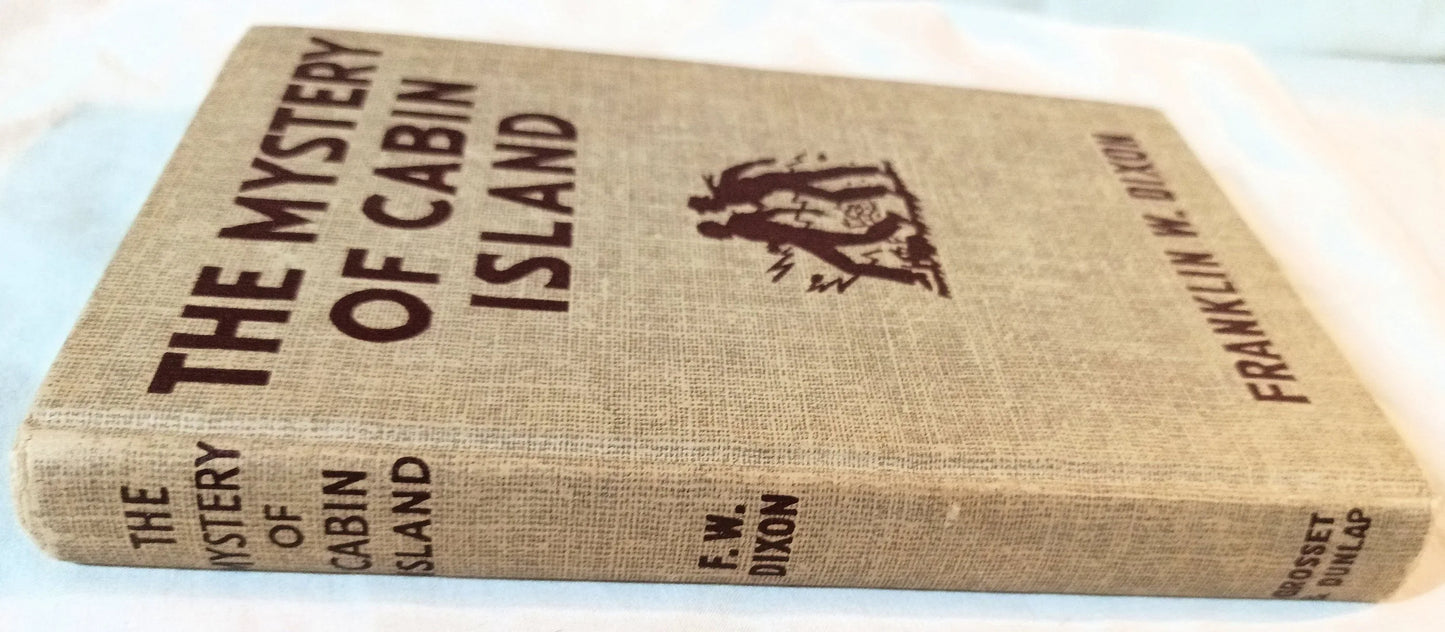 THE MYSTERY
OF CABIN
ISLAND
FRANKLIN W. DIXON
THE
MYSTERY
OF
CABIN
ISLAND
F. W.
DIXON
GROSSET
& DUNLAP